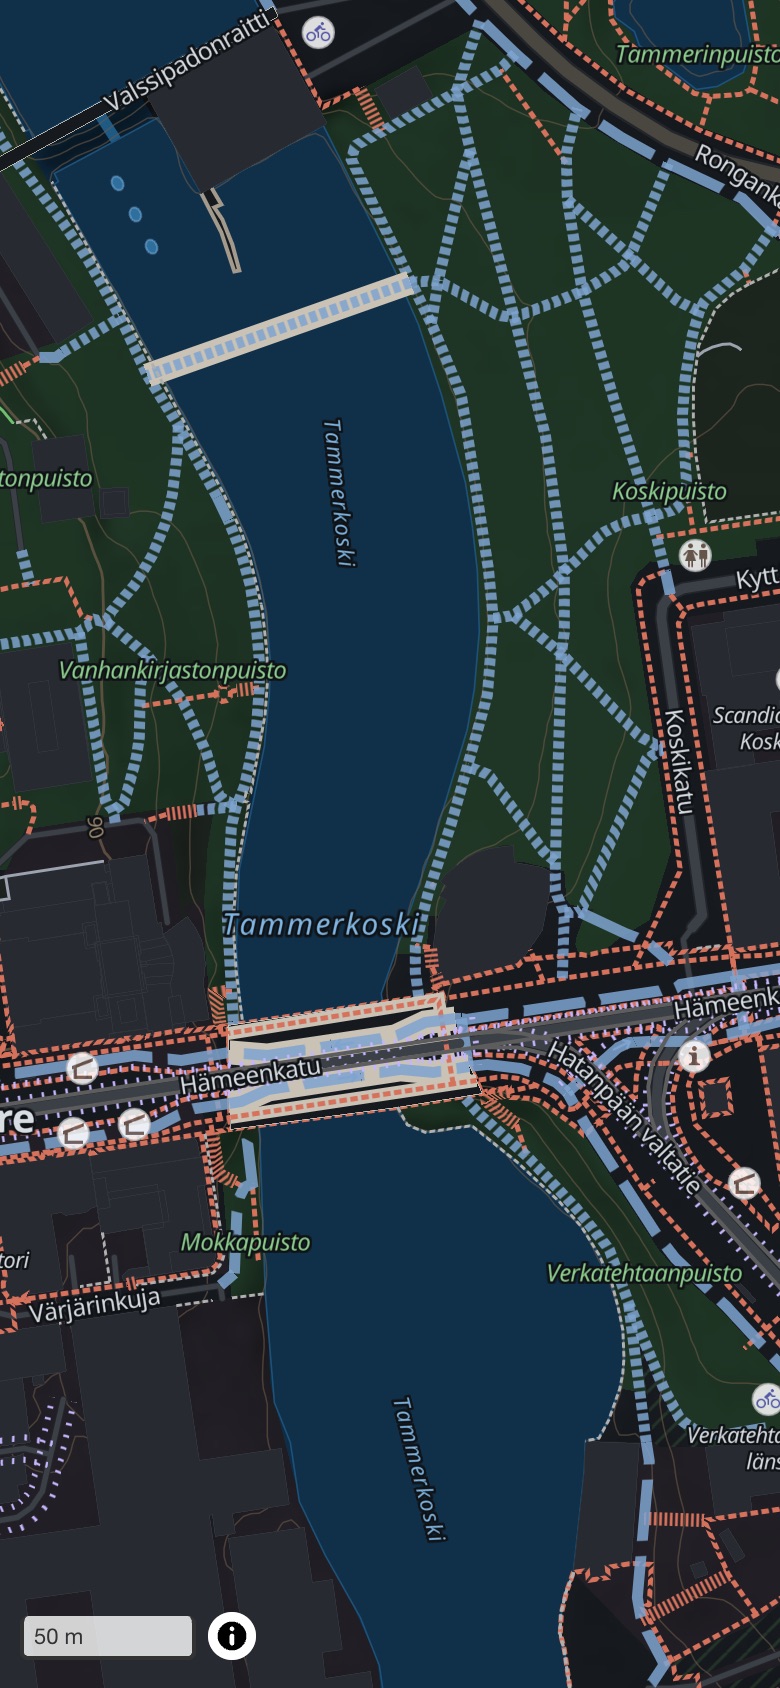 Valssipadonraitti
Tammerinpuisto
Ronganka
Tammerkoski
tonpuisto
Koskipuisto
Kytt
Vanhankirjastonpuisto
Koskikatu
Scandic
Kosk
90
Tammerkoski
Hämeenk
Hämeenkatu
Hatanpään valtatie
re
Mokkapuisto
tori
Verkatehtaanpuisto
Värjärinkuja
Tammerkoski
Verkatehta
läns
50 m